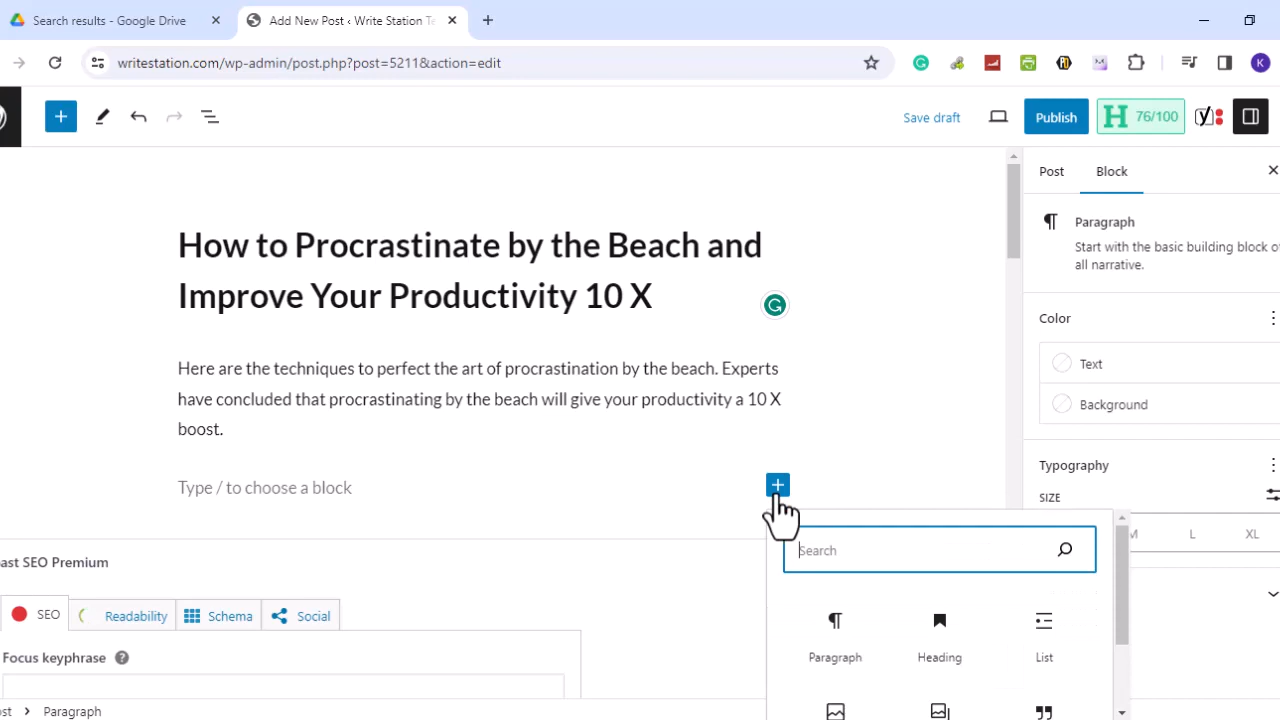 Search results - Google Drive
Add New Post ‹ Write Station Te
writestation.com/wp-admin/post.php?post=5211&action=edit
K
Save draft
Publish
H 76/100
Post
Block
Paragraph
Start with the basic building block of
all narrative.
How to Procrastinate by the Beach and
Improve Your Productivity 10 X
Color
Text
Background
Here are the techniques to perfect the art of procrastination by the beach. Experts
have concluded that procrastinating by the beach will give your productivity a 10 X
boost.
Typography
SIZE
M
L
XL
Type / to choose a block
Search
Paragraph
Heading
List
ast SEO Premium
SEO
Readability
Schema
Social
Focus keyphrase
ost › Paragraph